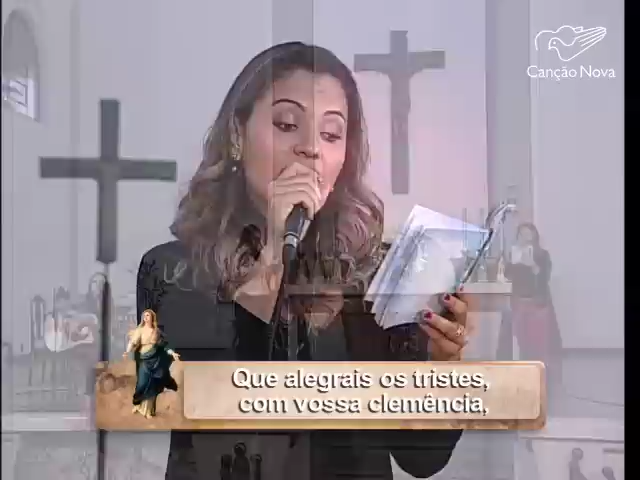 Canção Nova
Que alegrais os tristes,
com vossa clemência,